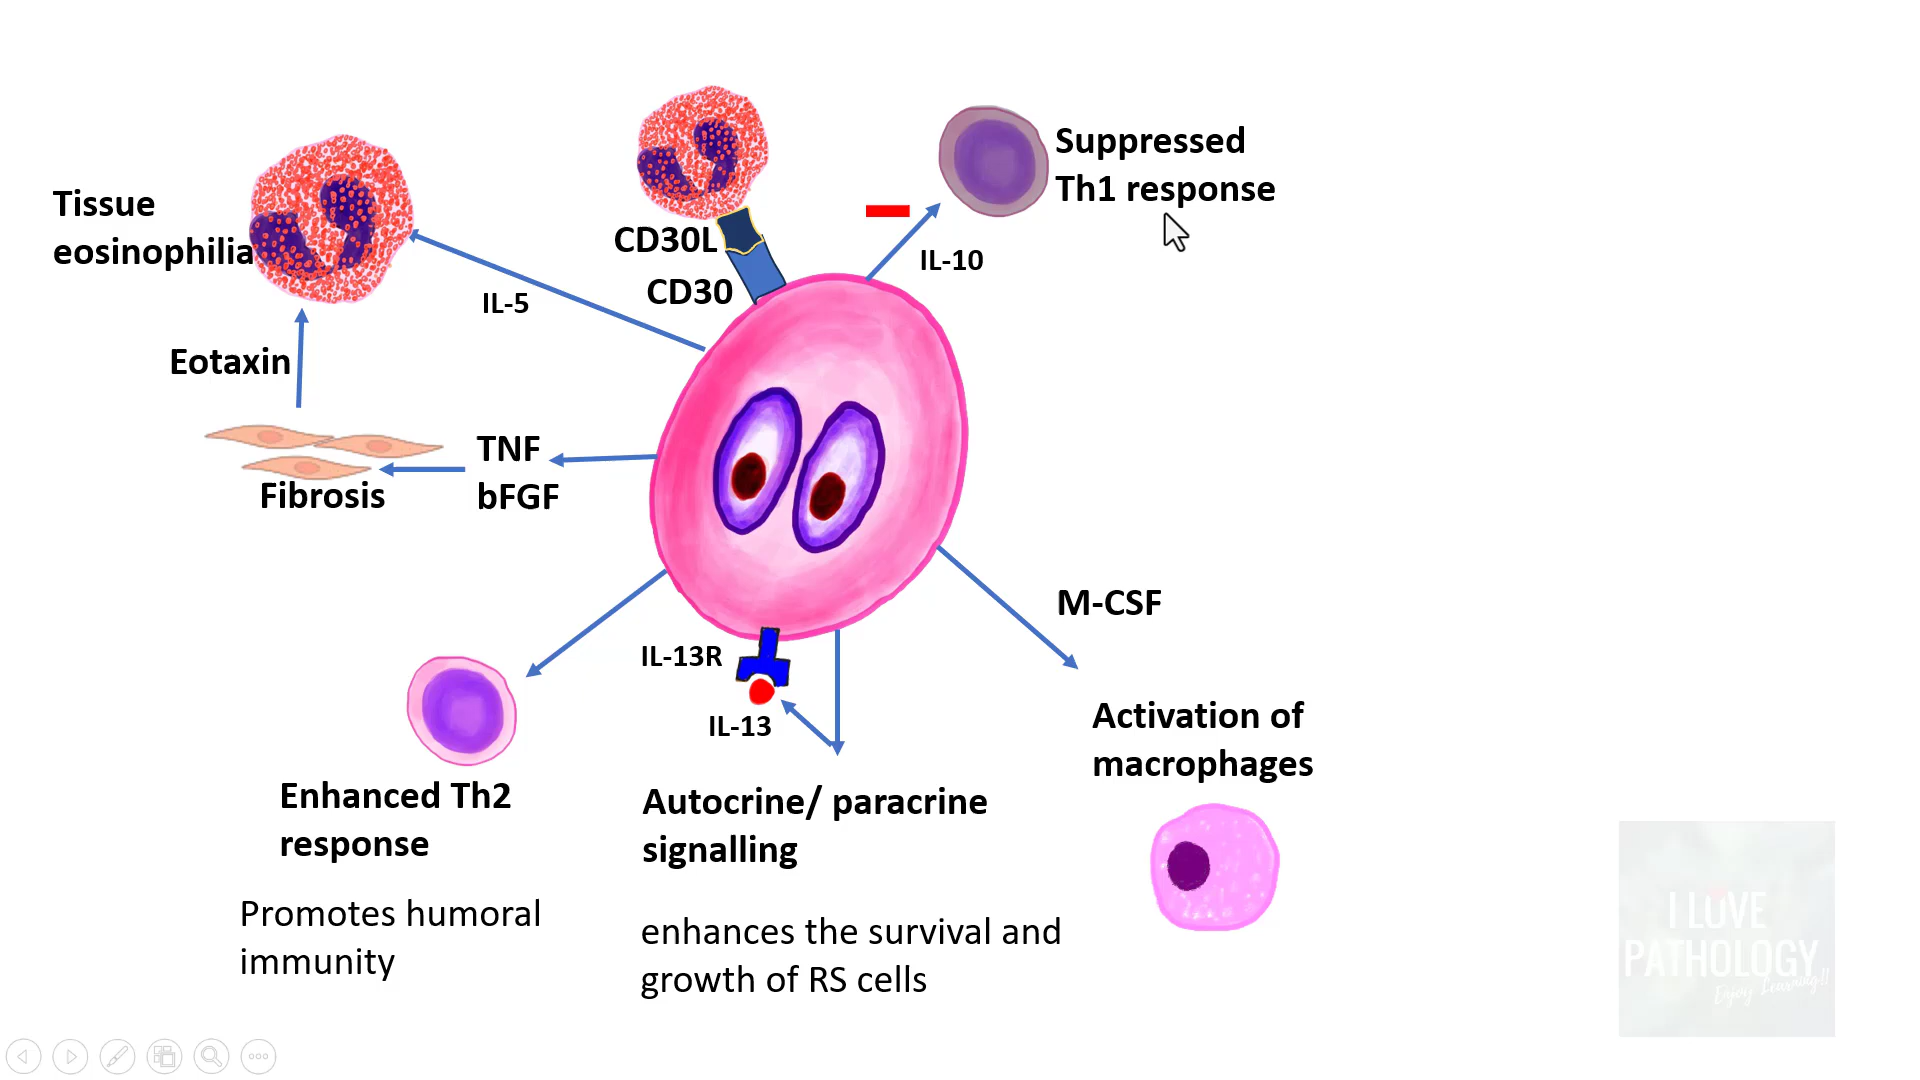 Tissue
eosinophilia
CD30L
CD30
Suppressed
Th1 response
IL-10
IL-5
Eotaxin
TNF
bFGF
Fibrosis
M-CSF
IL-13R
IL-13
Activation of
macrophages
Enhanced Th2
response
Promotes humoral
immunity
Autocrine/ paracrine
signalling
enhances the survival and
growth of RS cells
I LOVE
PATHOLOGY
Enjoy Learning!!